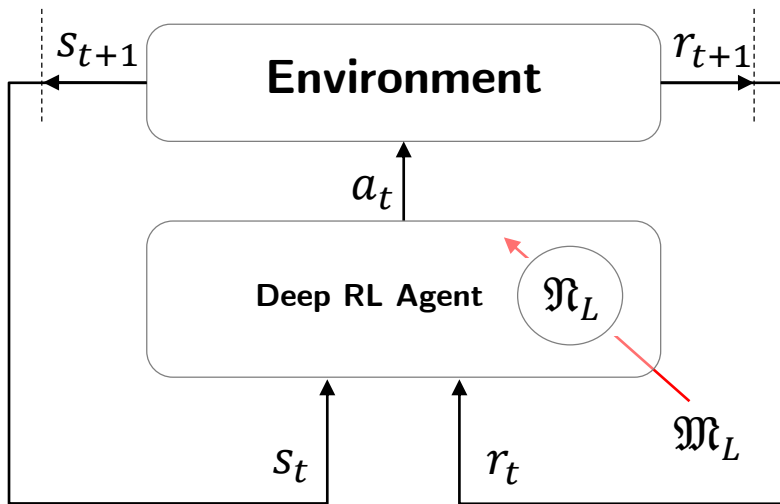 s_{t+1}
r_{t+1}
Environment
a_t
Deep RL Agent
𝔑_L
𝔐_L
s_t
r_t